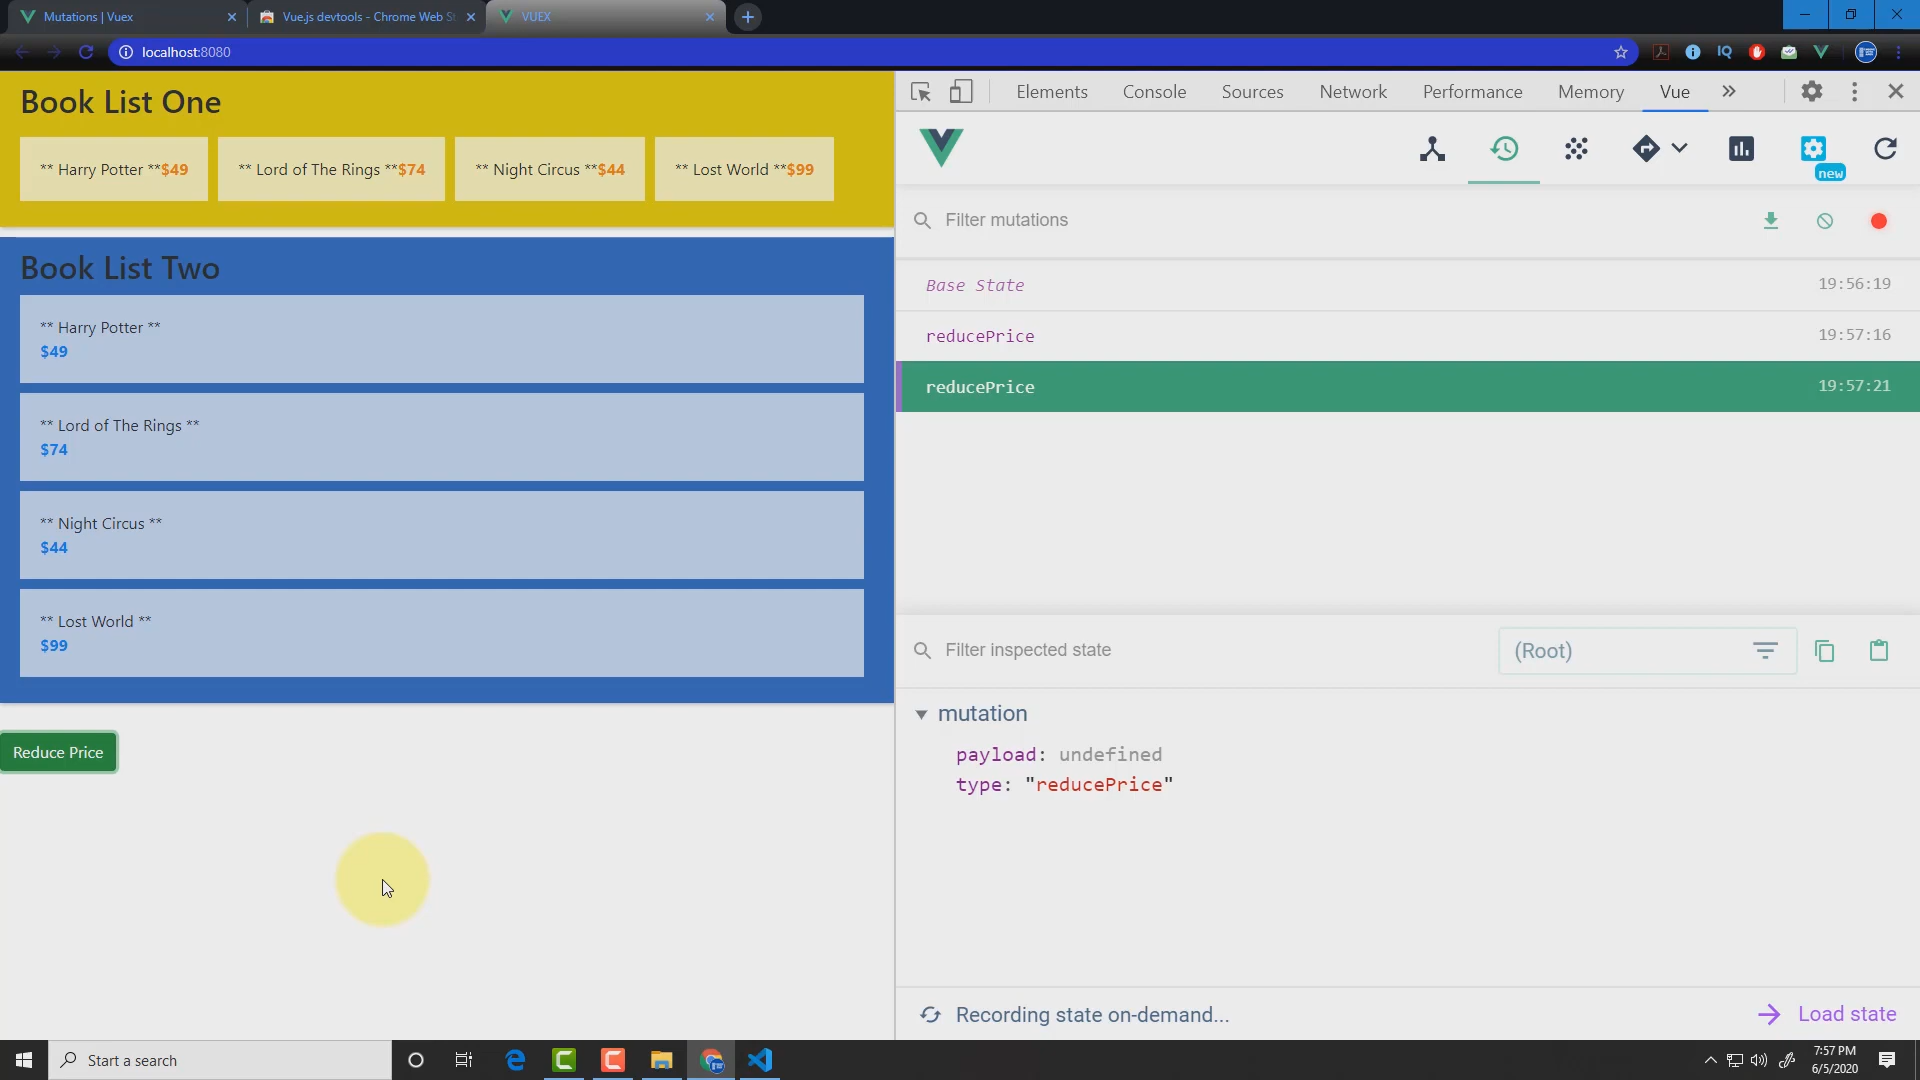 Mutations | Vuex
Vue.js devtools - Chrome Web St
VUEX
localhost:8080
IQ
Book List One
** Harry Potter **$49
** Lord of The Rings **$74
** Night Circus **$44
** Lost World **$99
Book List Two
** Harry Potter **
$49
** Lord of The Rings **
$74
** Night Circus **
$44
** Lost World **
$99
Reduce Price
Elements
Console
Sources
Network
Performance
Memory
Vue
new
Filter mutations
Base State
19:56:19
reducePrice
19:57:16
reducePrice
19:57:21
Filter inspected state
(Root)
mutation
payload: undefined
type: "reducePrice"
Recording state on-demand...
Load state
Start a search
7:57 PM
6/5/2020